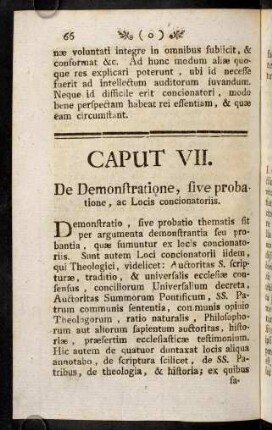 66 (0)
næ voluntati integre in omnibus subiicit, &
conformat &c. Ad hunc modum aliæ quo-
que res explicari poterunt, ubi id necesse
fuerit ad intellectum auditorum iuvandum.
Neque id difficile erit concionatori, modo
bene perspectam habeat rei essentiam, & quæ
eam circumstant.
CAPUT VII.
De Demonstratione, sive proba-
tione, ac Locis concionatoriis.
Demonstratio, sive probatio thematis fit
per argumenta demonstrantia seu pro-
bantia, quæ sumuntur ex locis concionato-
riis. Sunt autem Loci concionatorii iidem,
qui Theologici, videlicet: Auctoritas S. scrip-
turæ, traditio, & universalis ecclesiæ con-
sensus, conciliorum Universalium decreta,
Auctoritas Summorum Pontificum, SS. Pa-
trum communis sententia, communis opinio
Theologorum, ratio naturalis, Philosopho-
rum aut aliorum sapientum auctoritas, histo-
riæ, præsertim ecclesiasticæ testimonium.
Hic autem de quatuor duntaxat locis aliqua
annotabo, de scriptura scilicet, de SS. Pa-
tribus, de theologia, & historia; ex quibus
sa-